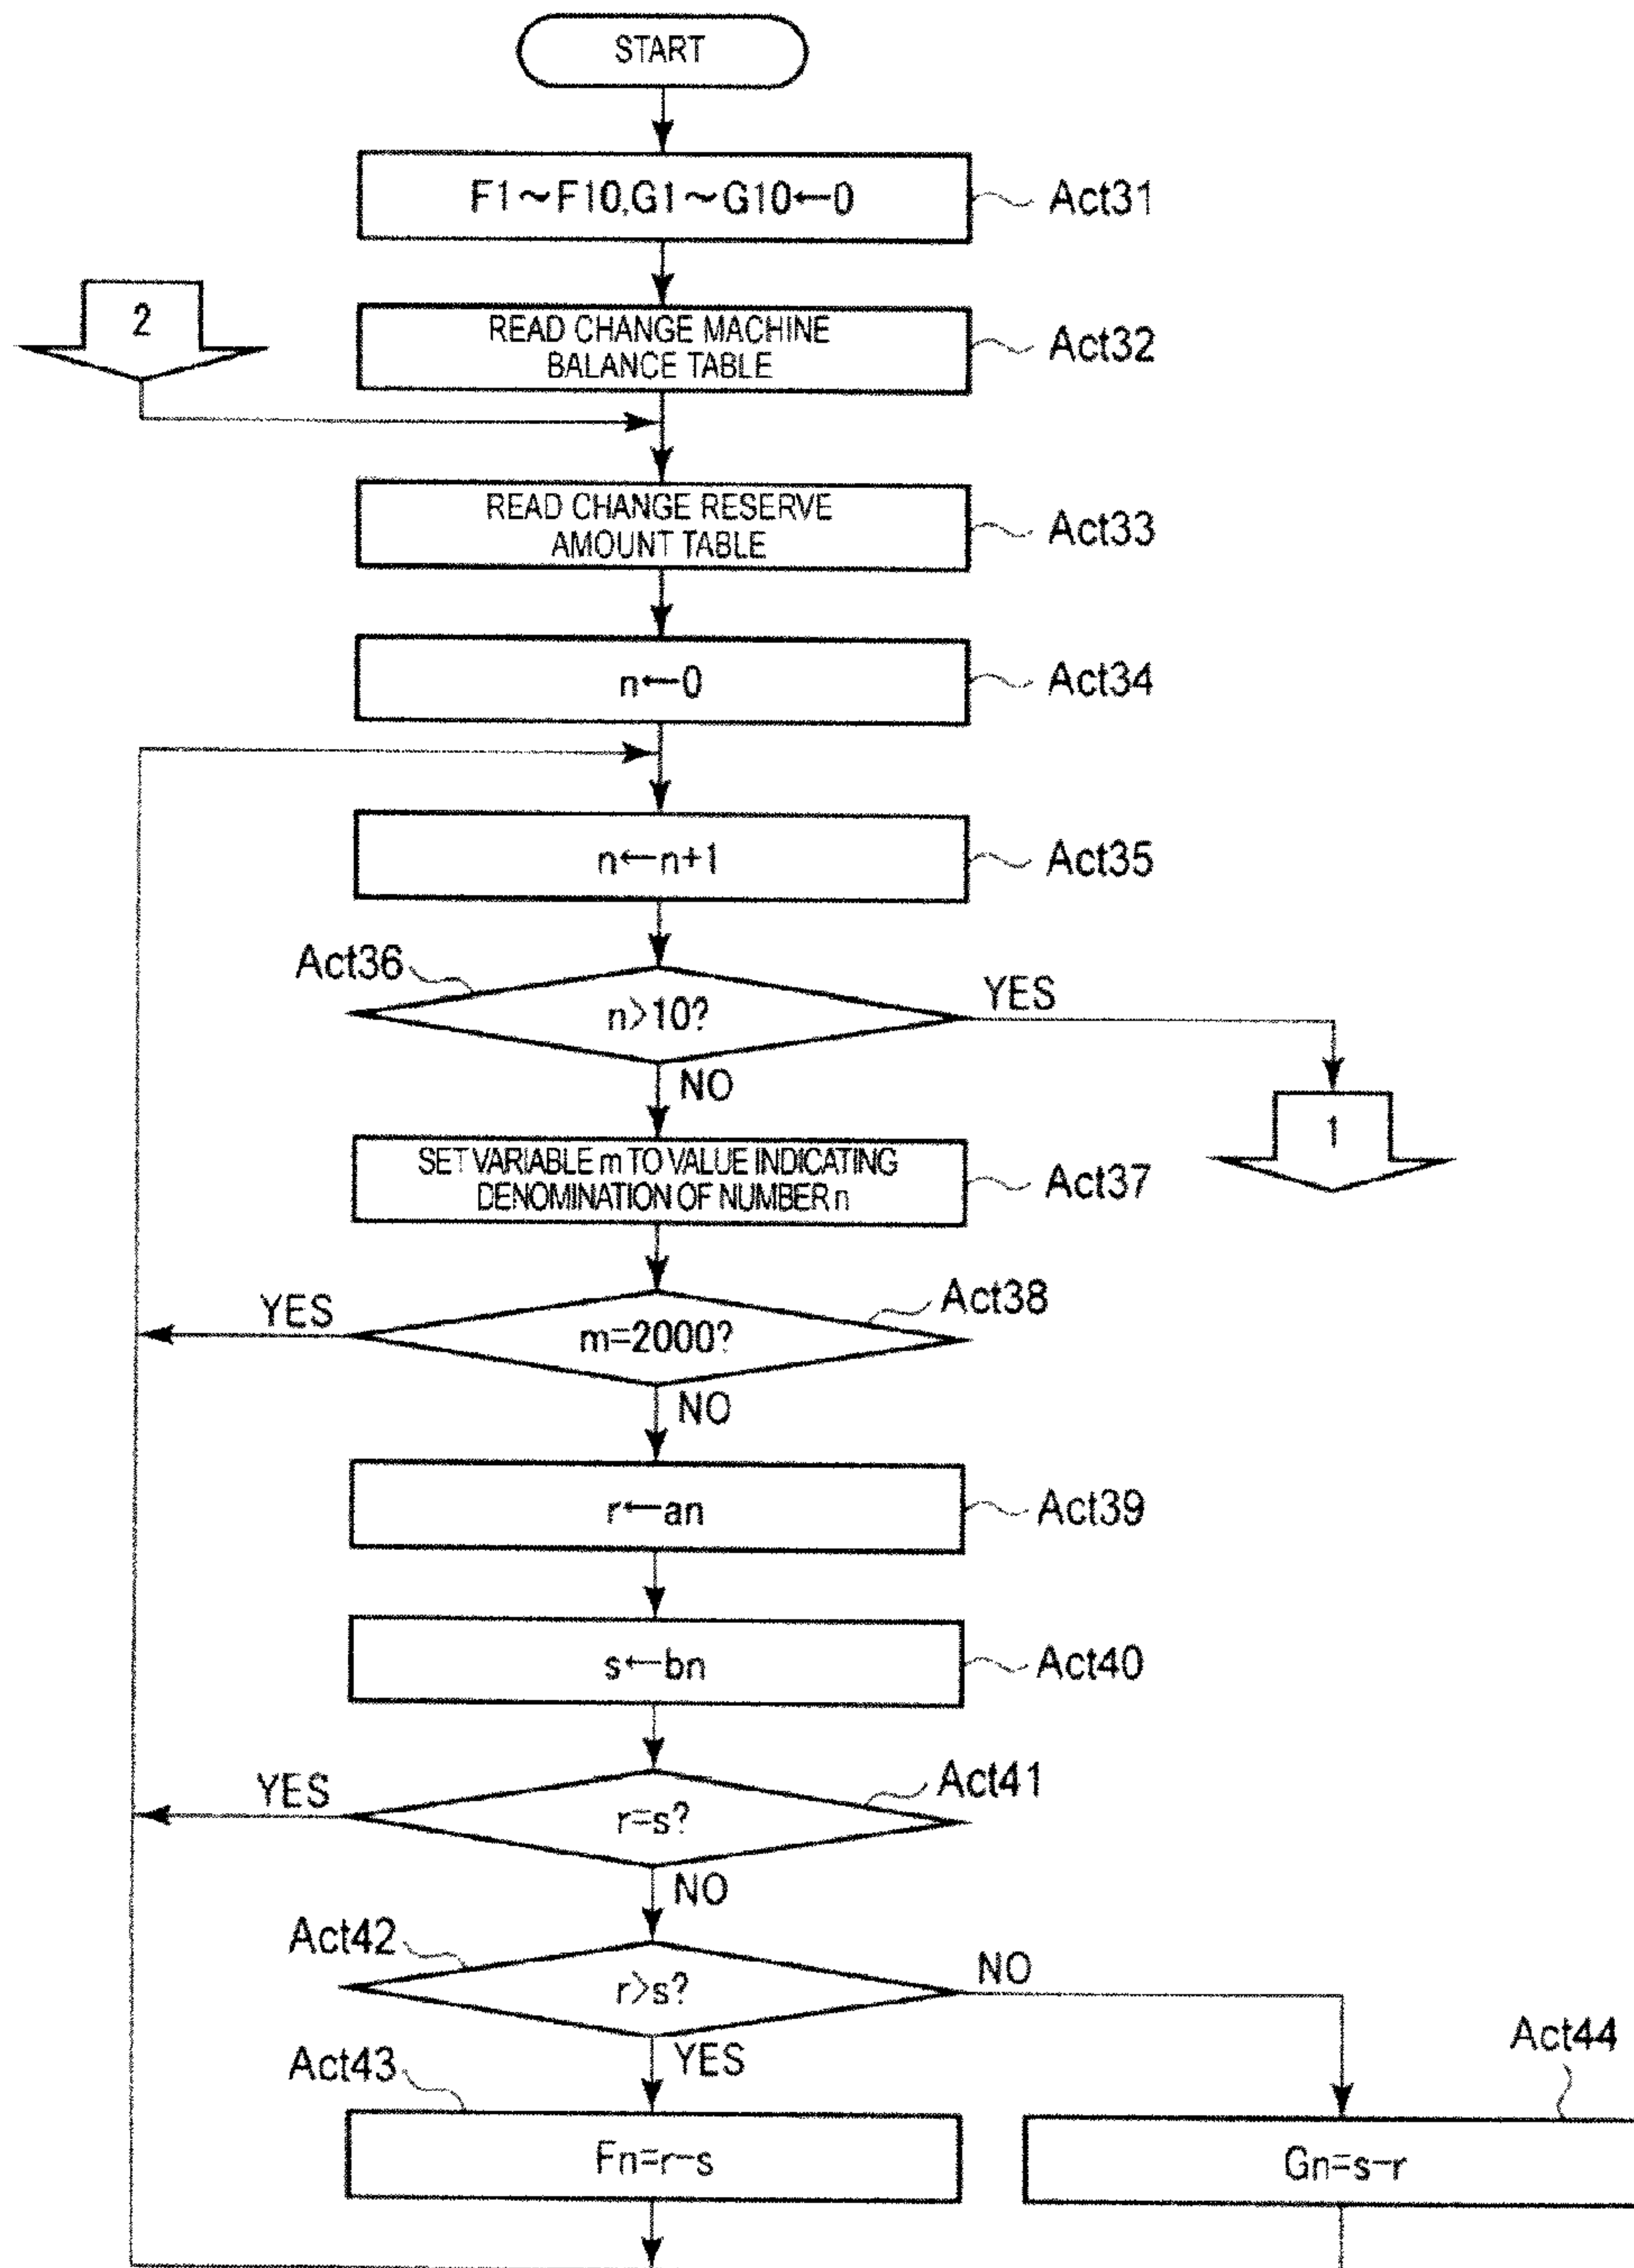 START
F1~F10,G1~G10←0
Act31
2
READ CHANGE MACHINE
BALANCE TABLE
Act32
READ CHANGE RESERVE
AMOUNT TABLE
Act33
n←0
Act34
n←n+1
Act35
Act36
n>10?
YES
NO
1
SET VARIABLE m TO VALUE INDICATING
DENOMINATION OF NUMBER n
Act37
YES
m=2000?
Act38
NO
r←an
Act39
s←bn
Act40
YES
r=s?
Act41
NO
Act42
r>s?
NO
YES
Act43
Act44
Fn=r-s
Gn=s-r